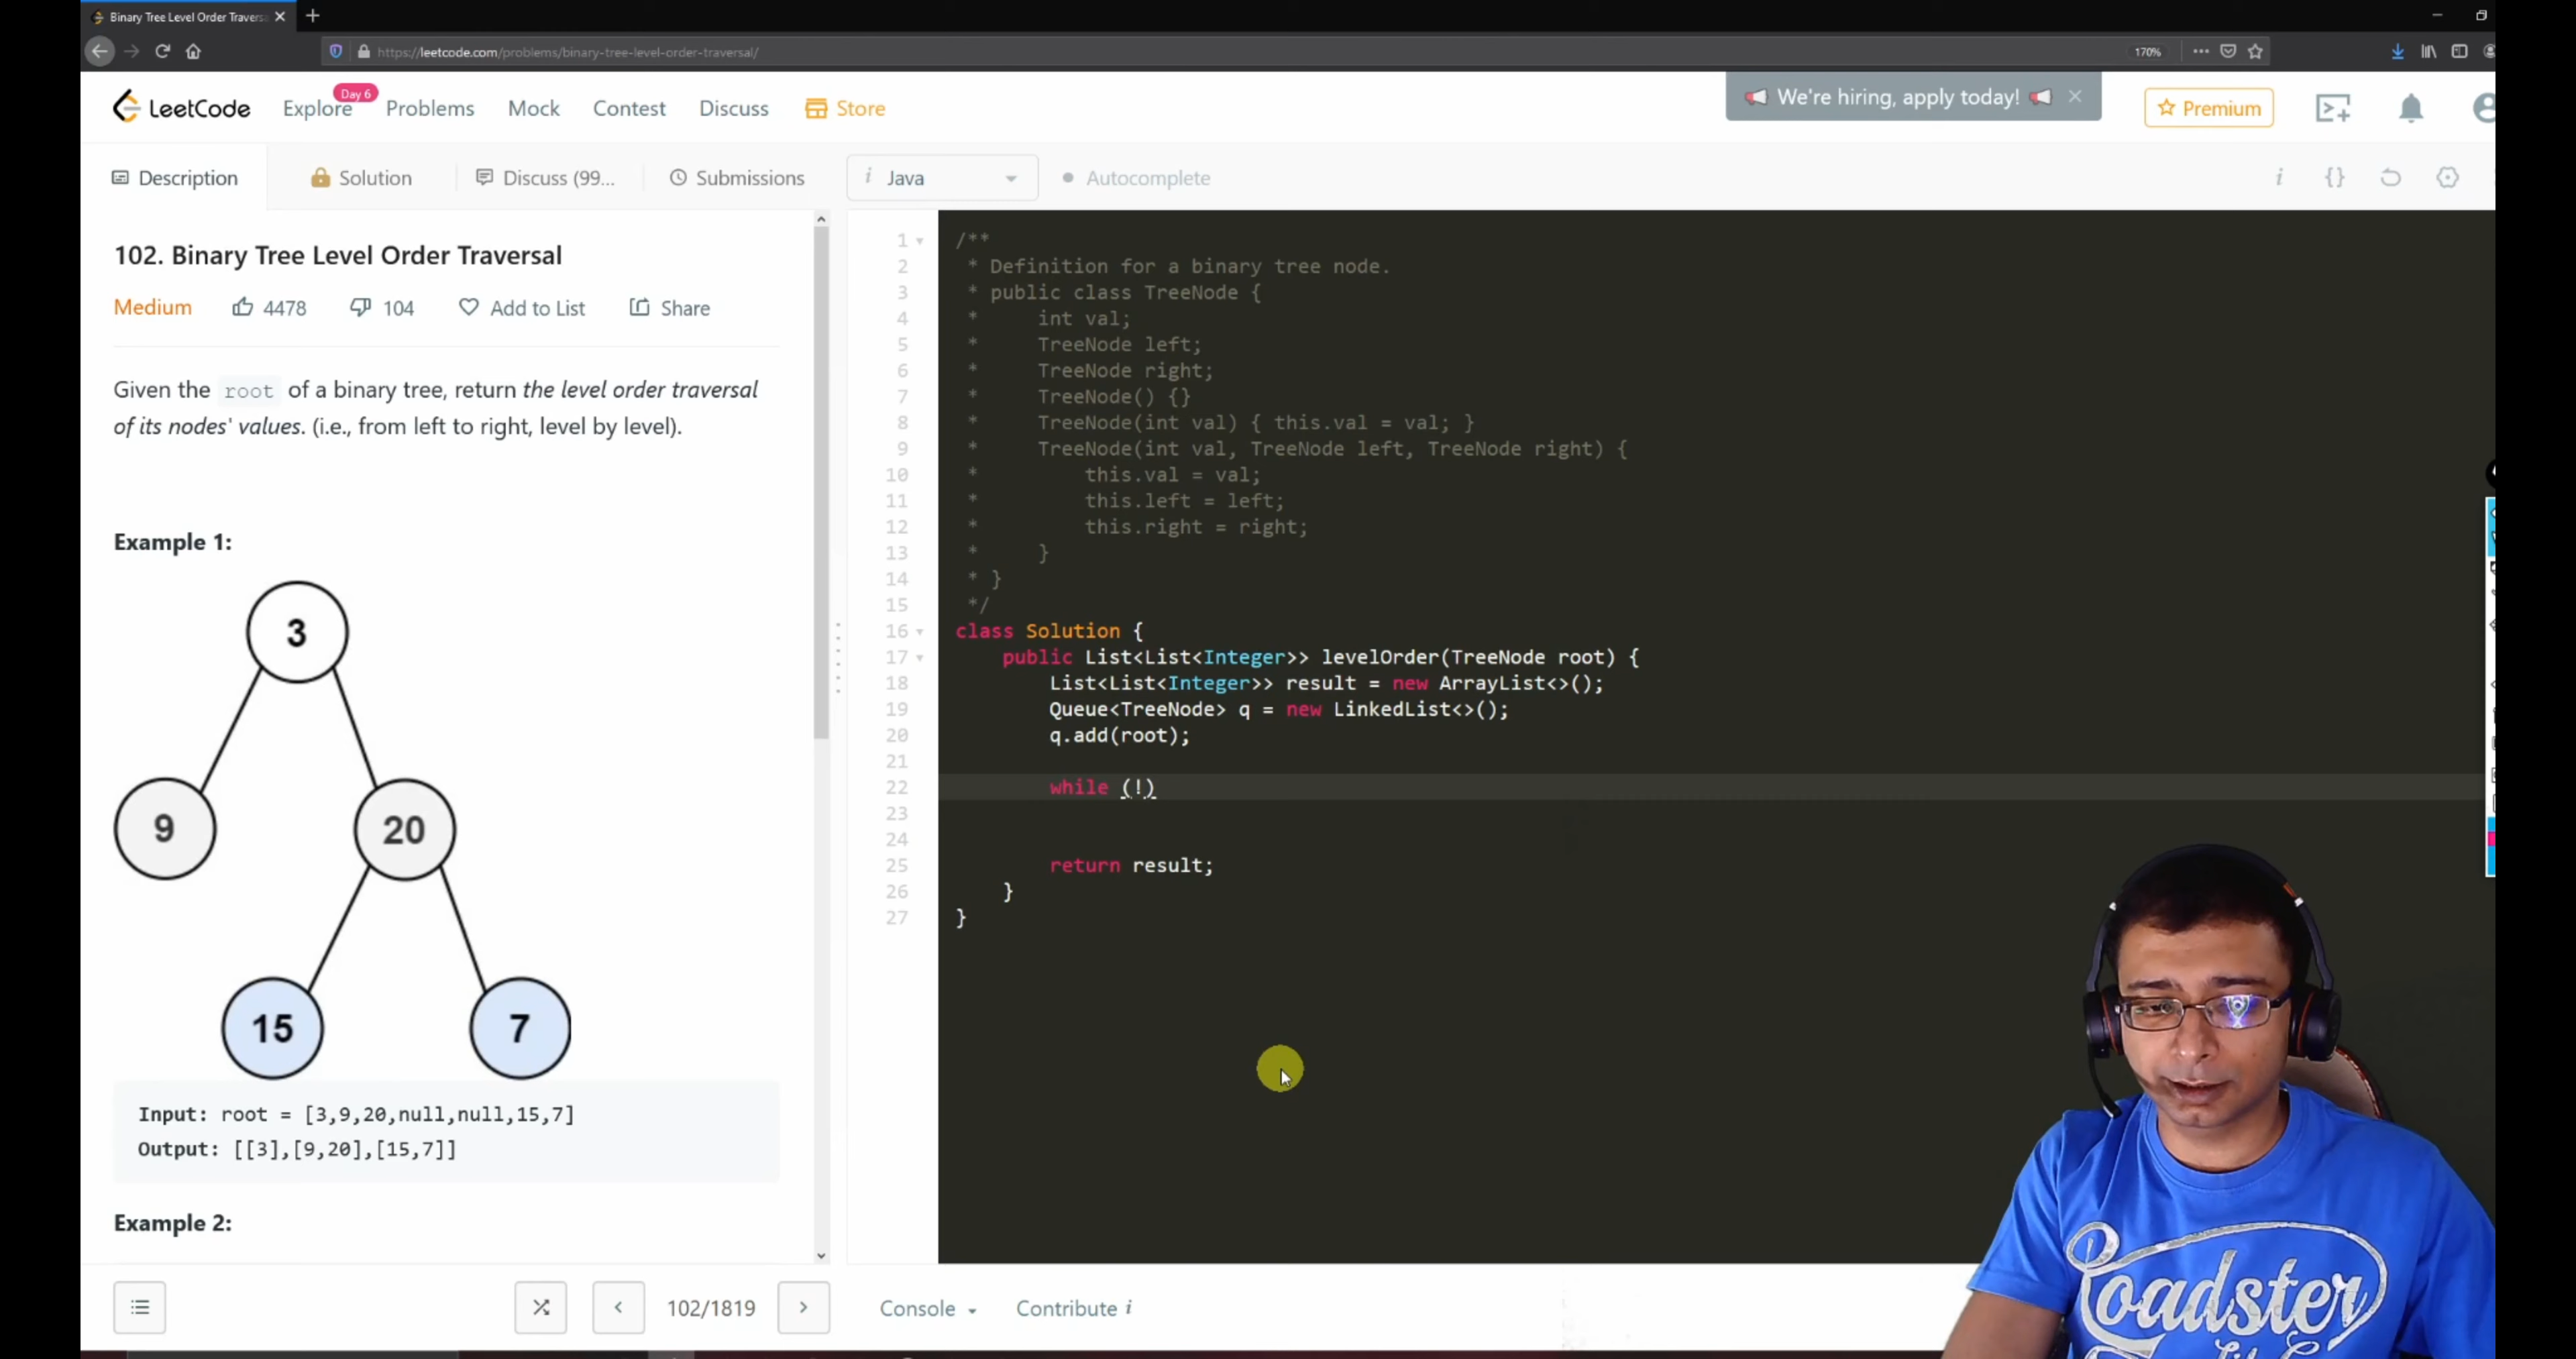 Binary Tree Level Order Travers
https://leetcode.com/problems/binary-tree-level-order-traversal/
170%
LeetCode
Explore
Day 6
Problems
Mock
Contest
Discuss
Store
We're hiring, apply today!
Premium
Description
Solution
Discuss (99...
Submissions
i Java
Autocomplete
i {}
102. Binary Tree Level Order Traversal
Medium 4478 104 Add to List Share
Given the root of a binary tree, return the level order traversal
of its nodes' values. (i.e., from left to right, level by level).
Example 1:
3
9
20
15
7
Input: root = [3,9,20,null,null,15,7]
Output: [[3],[9,20],[15,7]]
Example 2:
1 /**
2 * Definition for a binary tree node.
3 * public class TreeNode {
4 * int val;
5 * TreeNode left;
6 * TreeNode right;
7 * TreeNode() {}
8 * TreeNode(int val) { this.val = val; }
9 * TreeNode(int val, TreeNode left, TreeNode right) {
10 * this.val = val;
11 * this.left = left;
12 * this.right = right;
13 * }
14 * }
15 */
16 class Solution {
17 public List<List<Integer>> levelOrder(TreeNode root) {
18 List<List<Integer>> result = new ArrayList<>();
19 Queue<TreeNode> q = new LinkedList<>();
20 q.add(root);
21
22 while (!)
23
24
25 return result;
26 }
27 }
102/1819
Console
Contribute i
Roadster